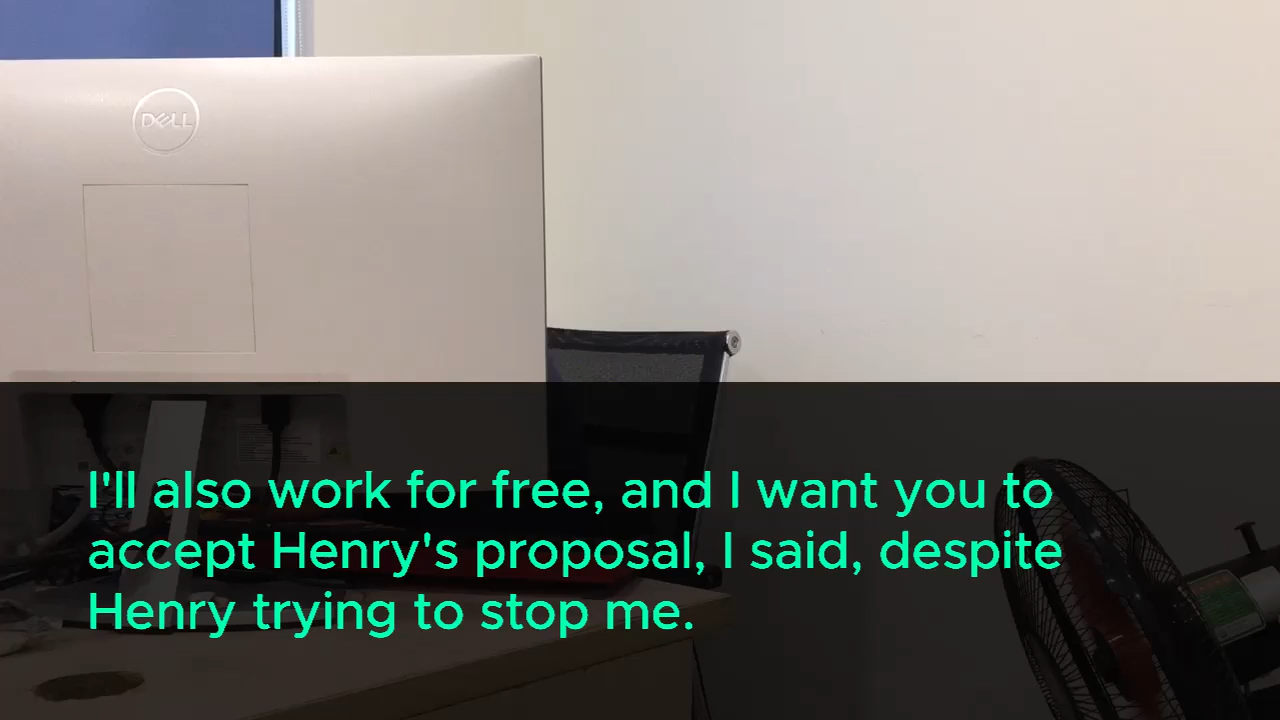 DELL
I'll also work for free, and I want you to
accept Henry's proposal, I said, despite
Henry trying to stop me.